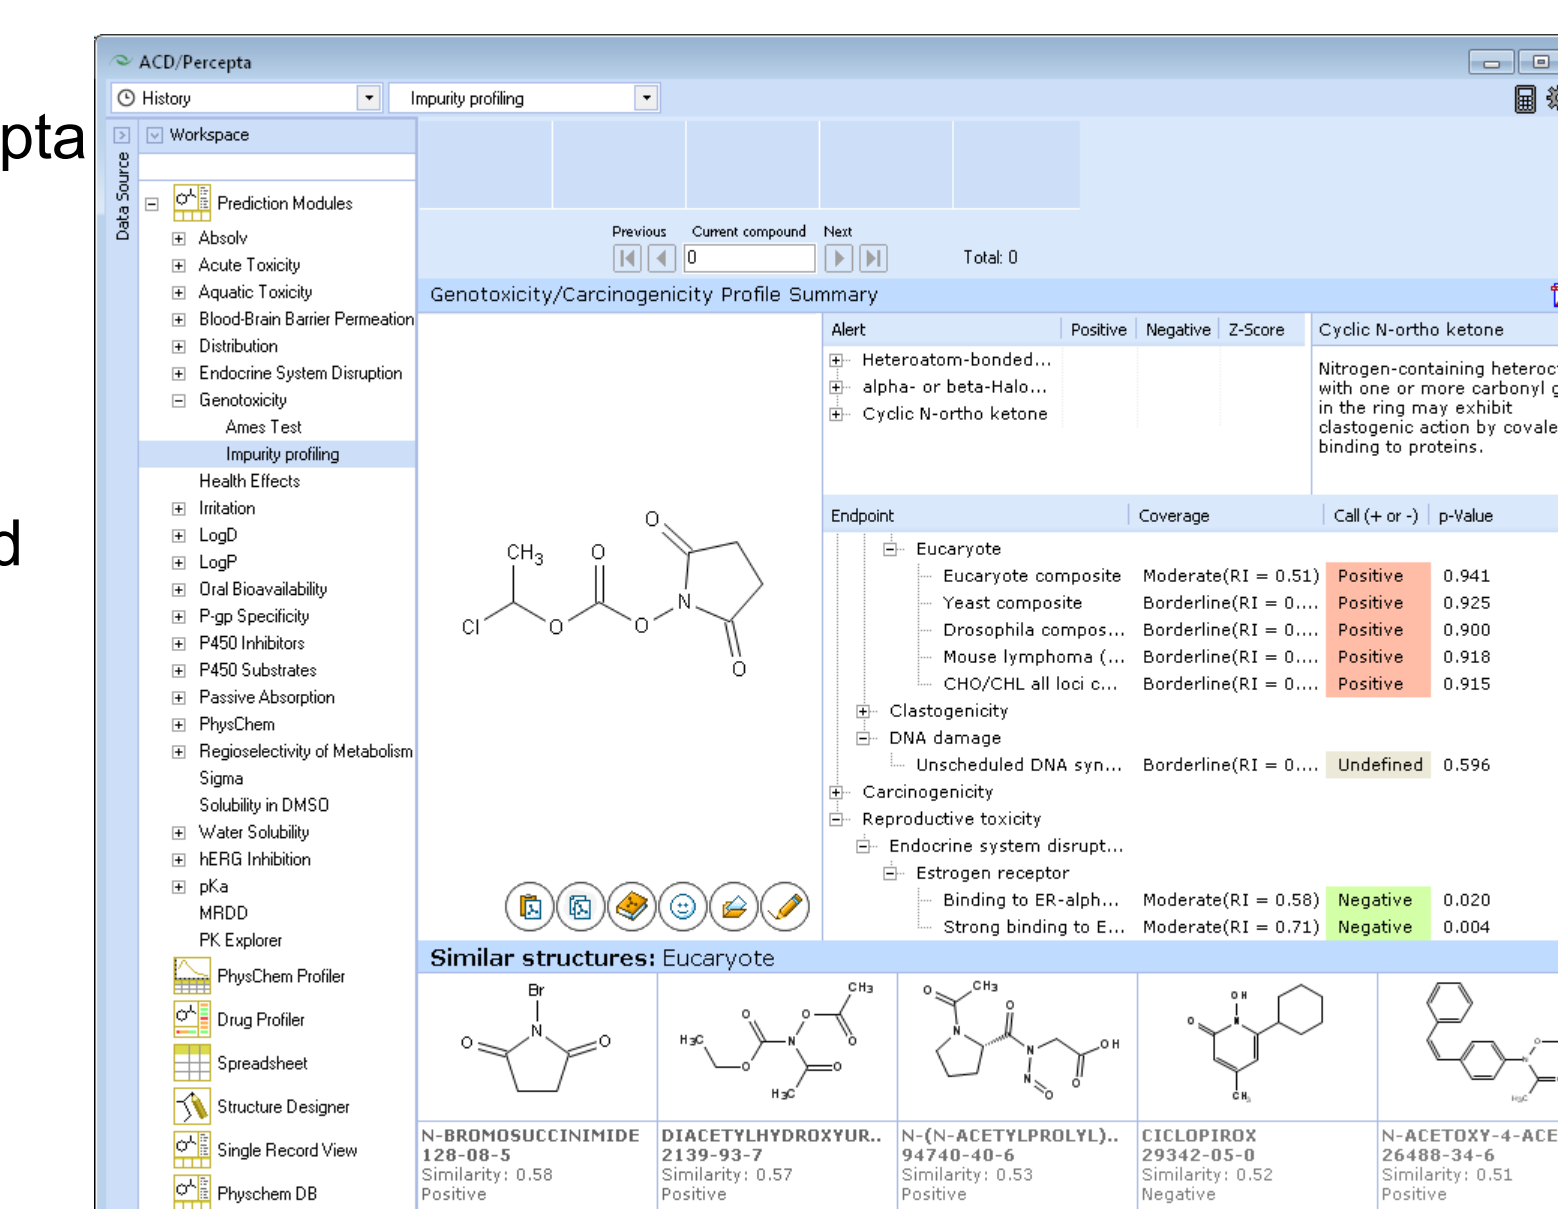 pta
d
ACD/Percepta
History
Impurity profiling
Data Source
Workspace
Prediction Modules
Absolv
Acute Toxicity
Aquatic Toxicity
Blood-Brain Barrier Permeation
Distribution
Endocrine System Disruption
Genotoxicity
Ames Test
Impurity profiling
Health Effects
Irritation
LogD
LogP
Oral Bioavailability
P-gp Specificity
P450 Inhibitors
P450 Substrates
Passive Absorption
PhysChem
Regioselectivity of Metabolism
Sigma
Solubility in DMSO
Water Solubility
hERG Inhibition
pKa
MRDD
PK Explorer
PhysChem Profiler
Drug Profiler
Spreadsheet
Structure Designer
Single Record View
Physchem DB
Previous Current compound Next
0
Total: 0
Genotoxicity/Carcinogenicity Profile Summary
CH3
O
O
Cl
O
O
N
O
Alert Positive Negative Z-Score
Heteroatom-bonded...
alpha- or beta-Halo...
Cyclic N-ortho ketone
Cyclic N-ortho ketone
Nitrogen-containing heteroc
with one or more carbonyl g
in the ring may exhibit
clastogenic action by covale
binding to proteins.
Endpoint Coverage Call (+ or -) p-Value
Eucaryote
Eucaryote composite Moderate(RI = 0.51) Positive 0.941
Yeast composite Borderline(RI = 0.... Positive 0.925
Drosophila compos... Borderline(RI = 0.... Positive 0.900
Mouse lymphoma (... Borderline(RI = 0.... Positive 0.918
CHO/CHL all loci c... Borderline(RI = 0.... Positive 0.915
Clastogenicity
DNA damage
Unscheduled DNA syn... Borderline(RI = 0.... Undefined 0.596
Carcinogenicity
Reproductive toxicity
Endocrine system disrupt...
Estrogen receptor
Binding to ER-alph... Moderate(RI = 0.58) Negative 0.020
Strong binding to E... Moderate(RI = 0.71) Negative 0.004
Similar structures: Eucaryote
Br
N
O O
CH3
O O
H3C N O
O O
H3C
O CH3
O
N
N OH
N O
O
OH
O N
CH3
O
N
O
H3C
N-BROMOSUCCINIMIDE
128-08-5
Similarity: 0.58
Positive
DIACETYLHYDROXYUR..
2139-93-7
Similarity: 0.57
Positive
N-(N-ACETYLPROLYL)..
94740-40-6
Similarity: 0.53
Positive
CICLOPIROX
29342-05-0
Similarity: 0.52
Negative
N-ACETOXY-4-ACE
26488-34-6
Similarity: 0.51
Positive